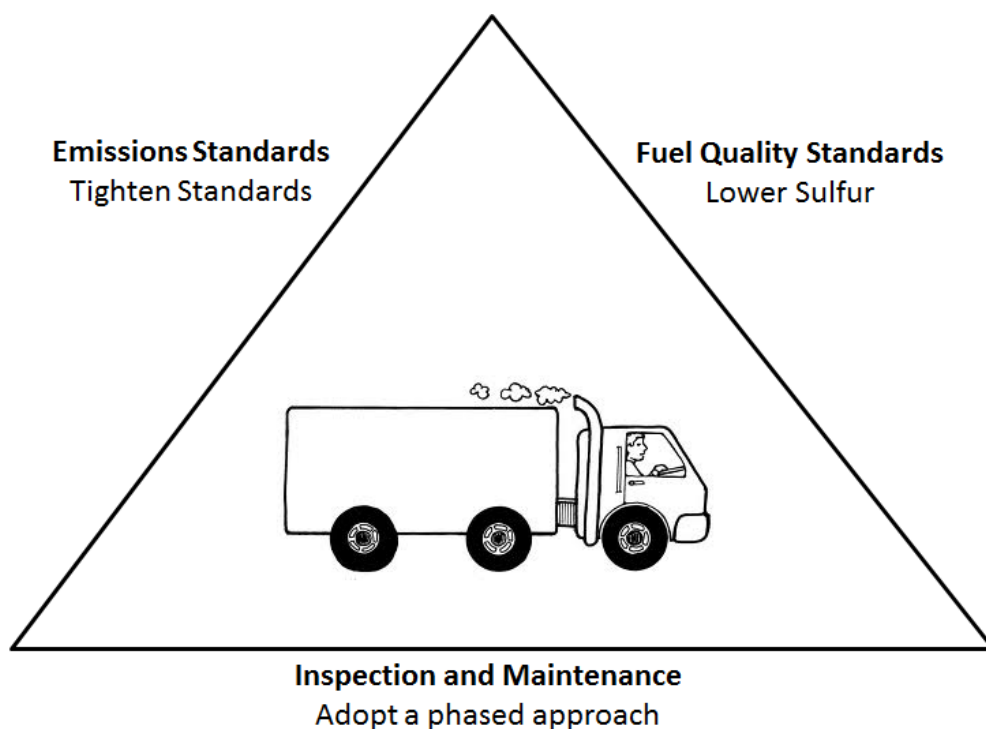 Emissions Standards
Tighten Standards
Fuel Quality Standards
Lower Sulfur
Inspection and Maintenance
Adopt a phased approach